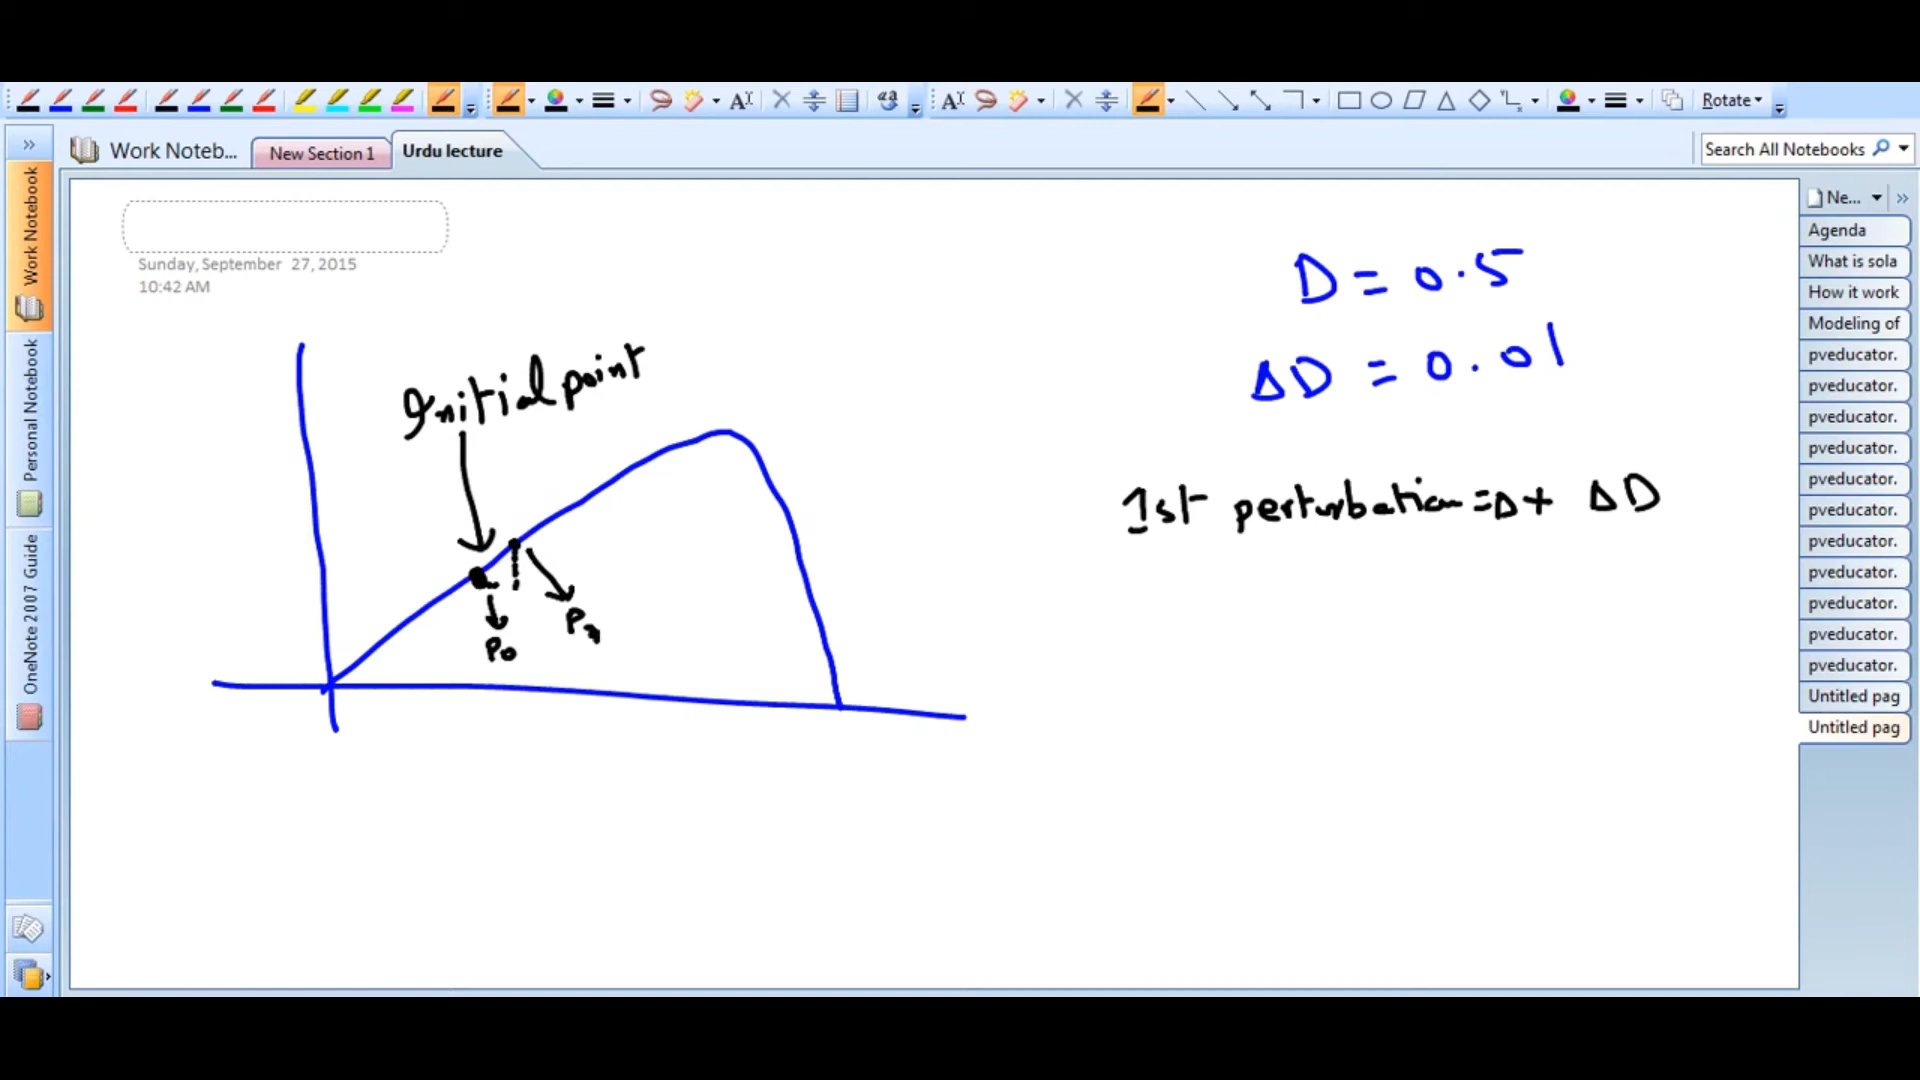 Rotate
Work Noteb...
New Section 1
Urdu lecture
Search All Notebooks
Work Notebook
Personal Notebook
OneNote 2007 Guide
Sunday, September 27, 2015
10:42 AM
Initial point
P0
D = 0.5
ΔD = 0.01
1st perturbation = D + ΔD
Ne...
Agenda
What is sola
How it work
Modeling of
pveducator.
pveducator.
pveducator.
pveducator.
pveducator.
pveducator.
pveducator.
pveducator.
pveducator.
pveducator.
pveducator.
Untitled pag
Untitled pag